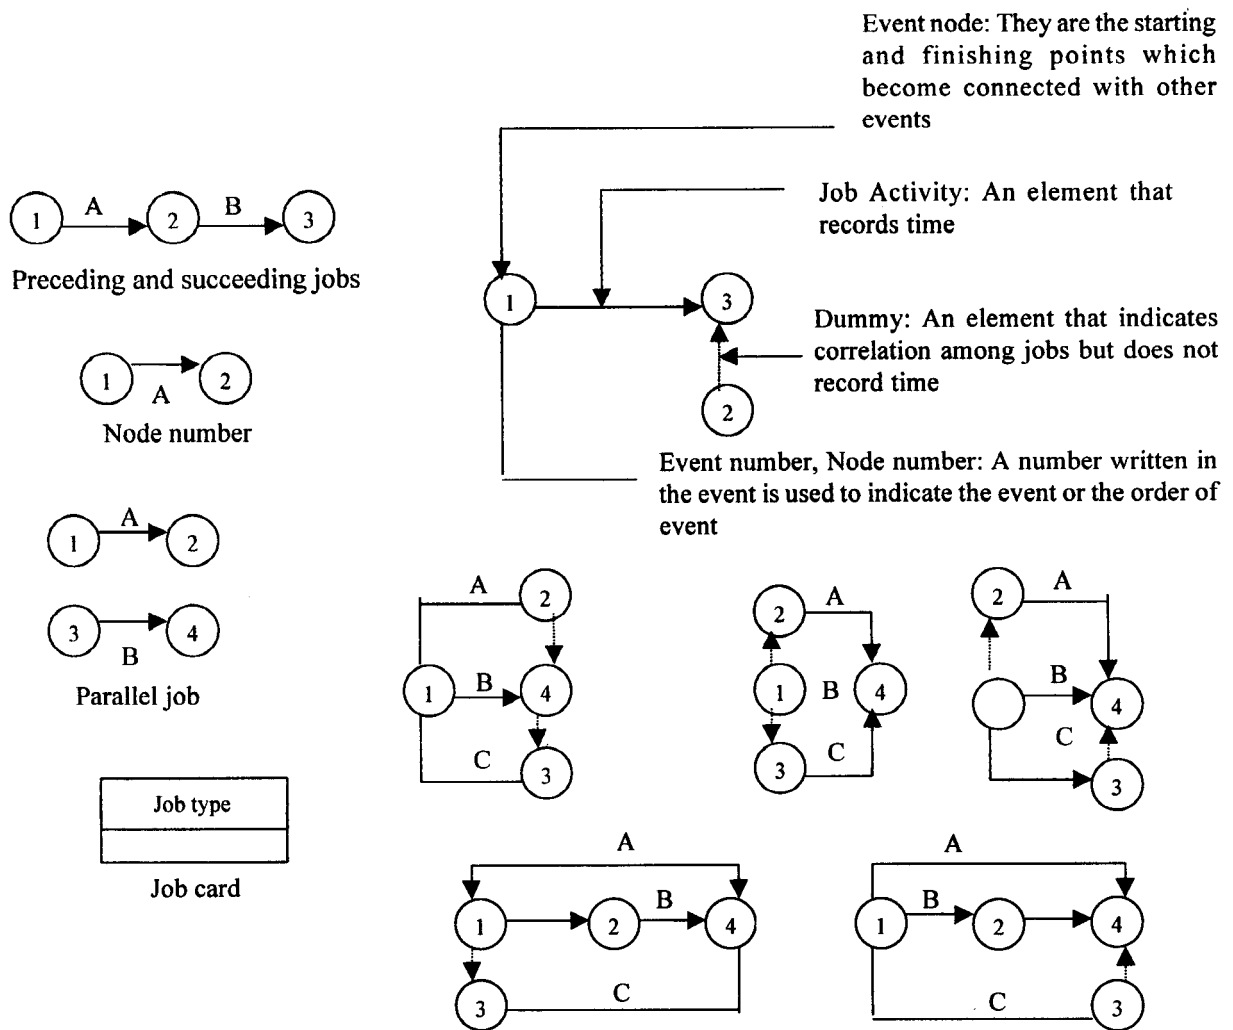 Event node: They are the starting
and finishing points which
become connected with other
events
Job Activity: An element that
records time
A
B
1
2
3
Preceding and succeeding jobs
1
3
Dummy: An element that indicates
correlation among jobs but does not
record time
1
2
A
2
Node number
Event number, Node number: A number written in
the event is used to indicate the event or the order of
event
A
1
2
3
4
B
Parallel job
A
2
1
B
4
C
3
A
2
1
B
4
C
3
A
2
B
4
C
3
Job type
Job card
A
B
1
2
4
C
3
A
B
1
2
4
C
3